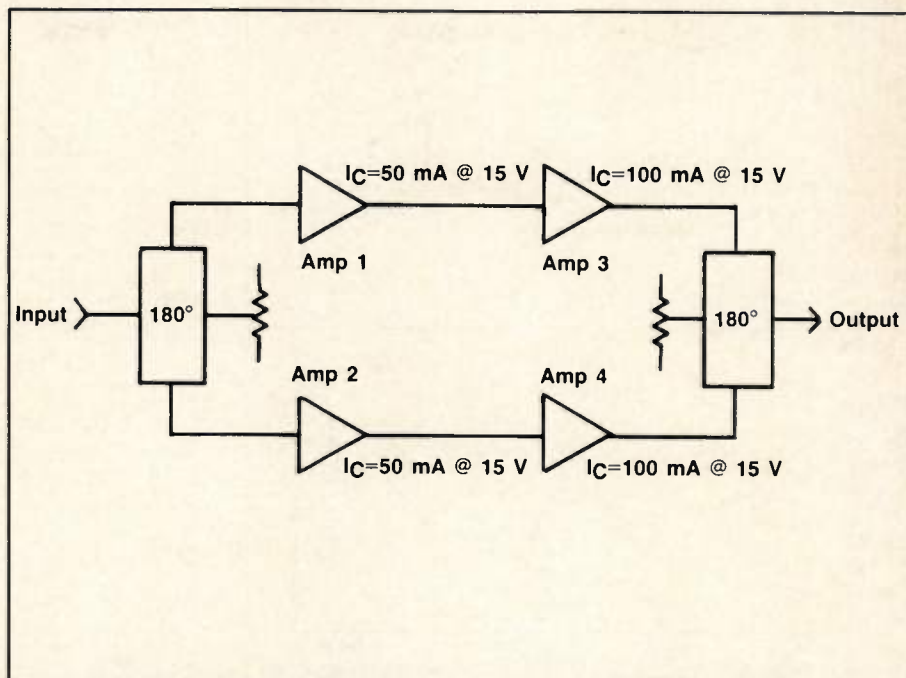 IC=50 mA @ 15 V
IC=100 mA @ 15 V
Amp 1
Amp 3
Input
180°
180°
Output
Amp 2
Amp 4
IC=50 mA @ 15 V
IC=100 mA @ 15 V